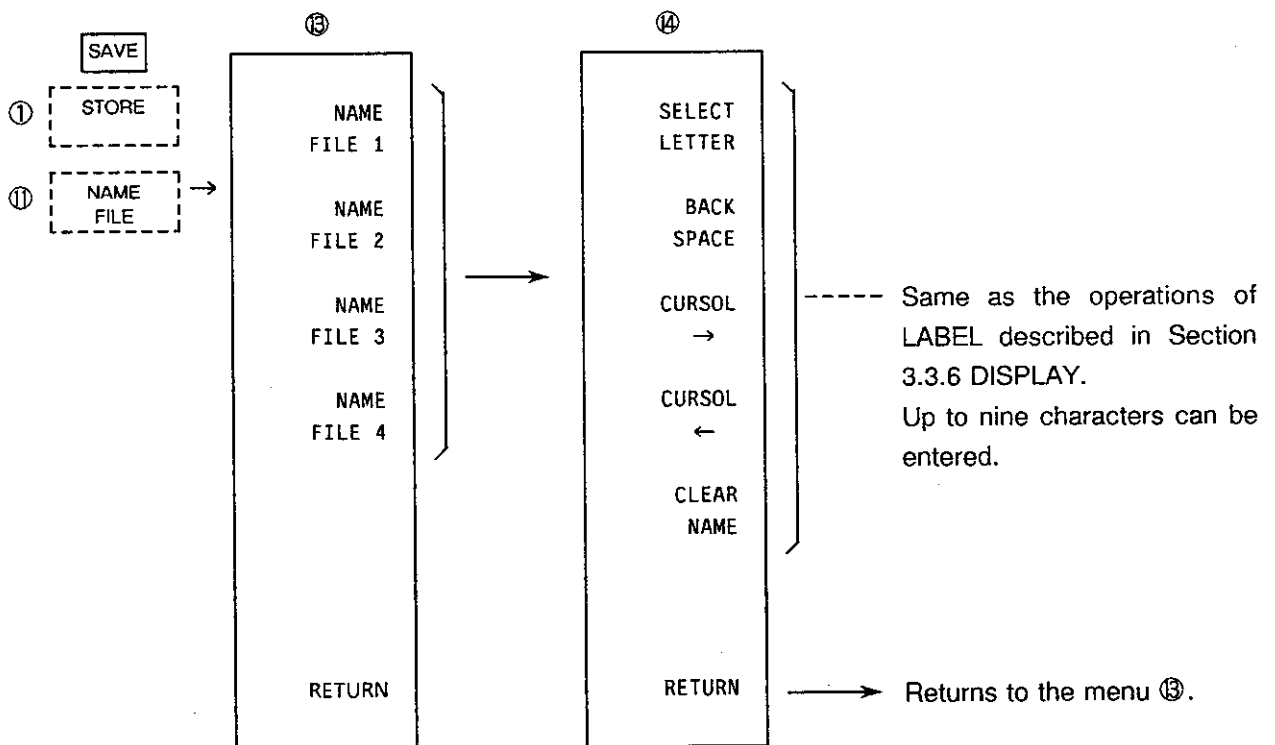 SAVE
① STORE
⑪ NAME
FILE
→
⑬
NAME
FILE 1
NAME
FILE 2
NAME
FILE 3
NAME
FILE 4
RETURN
⑭
SELECT
LETTER
BACK
SPACE
CURSOL
→
CURSOL
←
CLEAR
NAME
RETURN
Same as the operations of
LABEL described in Section
3.3.6 DISPLAY.
Up to nine characters can be
entered.
Returns to the menu ⑬.